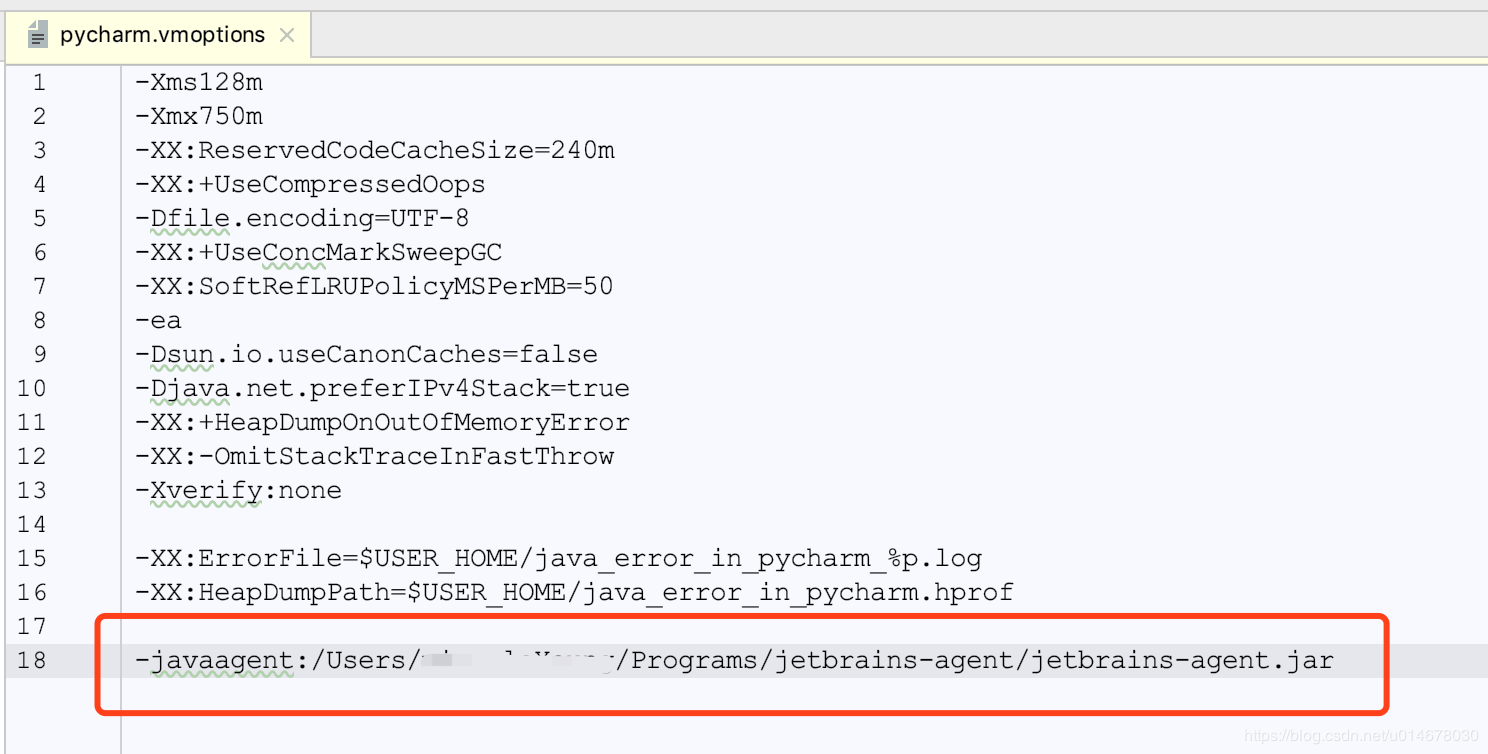 pycharm.vmoptions
1 -Xms128m
2 -Xmx750m
3 -XX:ReservedCodeCacheSize=240m
4 -XX:+UseCompressedOops
5 -Dfile.encoding=UTF-8
6 -XX:+UseConcMarkSweepGC
7 -XX:SoftRefLRUPolicyMSPerMB=50
8 -ea
9 -Dsun.io.useCanonCaches=false
10 -Djava.net.preferIPv4Stack=true
11 -XX:+HeapDumpOnOutOfMemoryError
12 -XX:-OmitStackTraceInFastThrow
13 -Xverify:none
14
15 -XX:ErrorFile=$USER_HOME/java_error_in_pycharm_%p.log
16 -XX:HeapDumpPath=$USER_HOME/java_error_in_pycharm.hprof
17
18 -javaagent:/Users/ /Programs/jetbrains-agent/jetbrains-agent.jar
https://blog.csdn.net/u014678030